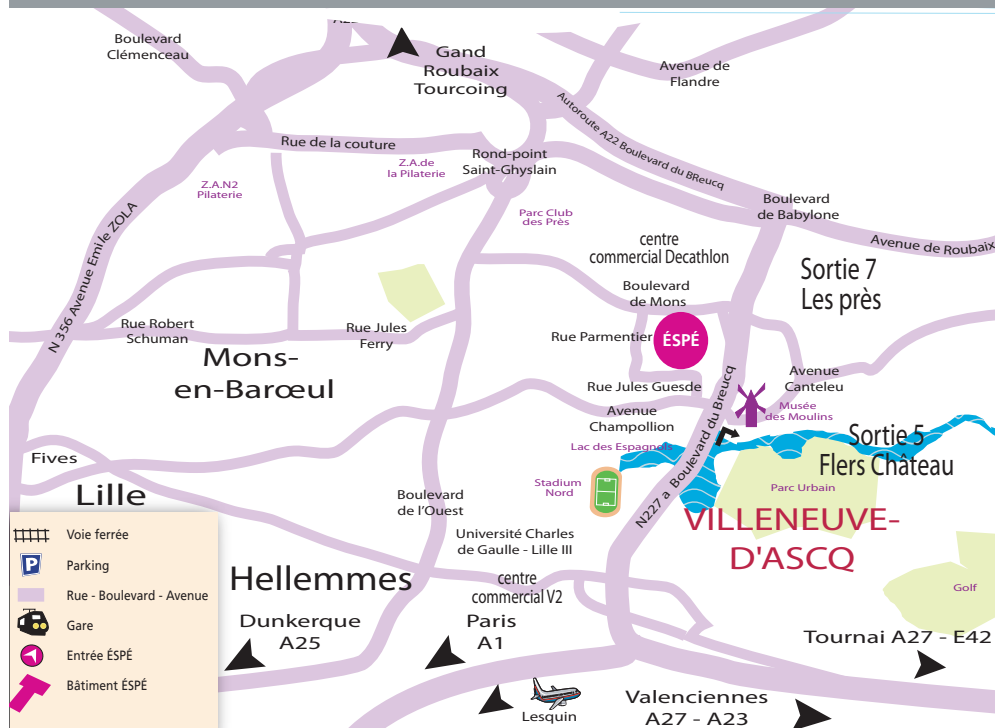 A22
Boulevard
Clémenceau
Gand
Roubaix
Tourcoing
Avenue de
Flandre
Autoroute A22 Boulevard du BReucq
Rue de la couture
Z.A.de
la Pilaterie
Rond-point
Saint-Ghyslain
Z.A.N2
Pilaterie
Boulevard
de Babylone
Parc Club
des Près
Avenue de Roubaix
centre
commercial Decathlon
N 356 Avenue Emile ZOLA
Sortie 7
Les près
Boulevard
de Mons
Rue Robert
Schuman
Rue Jules
Ferry
Rue Parmentier
ÉSPÉ
Mons-
en-Barœul
Rue Jules Guesde
Avenue
Canteleu
Avenue
Champollion
Musée
des Moulins
Lac des Espagnols
Sortie 5
Flers Château
Fives
Lille
Stadium
Nord
Parc Urbain
N227 a Boulevard du Breucq
Boulevard
de l'Ouest
VILLENEUVE-
D'ASCQ
Université Charles
de Gaulle - Lille III
Voie ferrée
P
Parking
Rue - Boulevard - Avenue
Gare
Entrée ÉSPÉ
Bâtiment ÉSPÉ
Hellemmes
centre
commercial V2
Golf
Dunkerque
A25
Paris
A1
Tournai A27 - E42
Lesquin
Valenciennes
A27 - A23